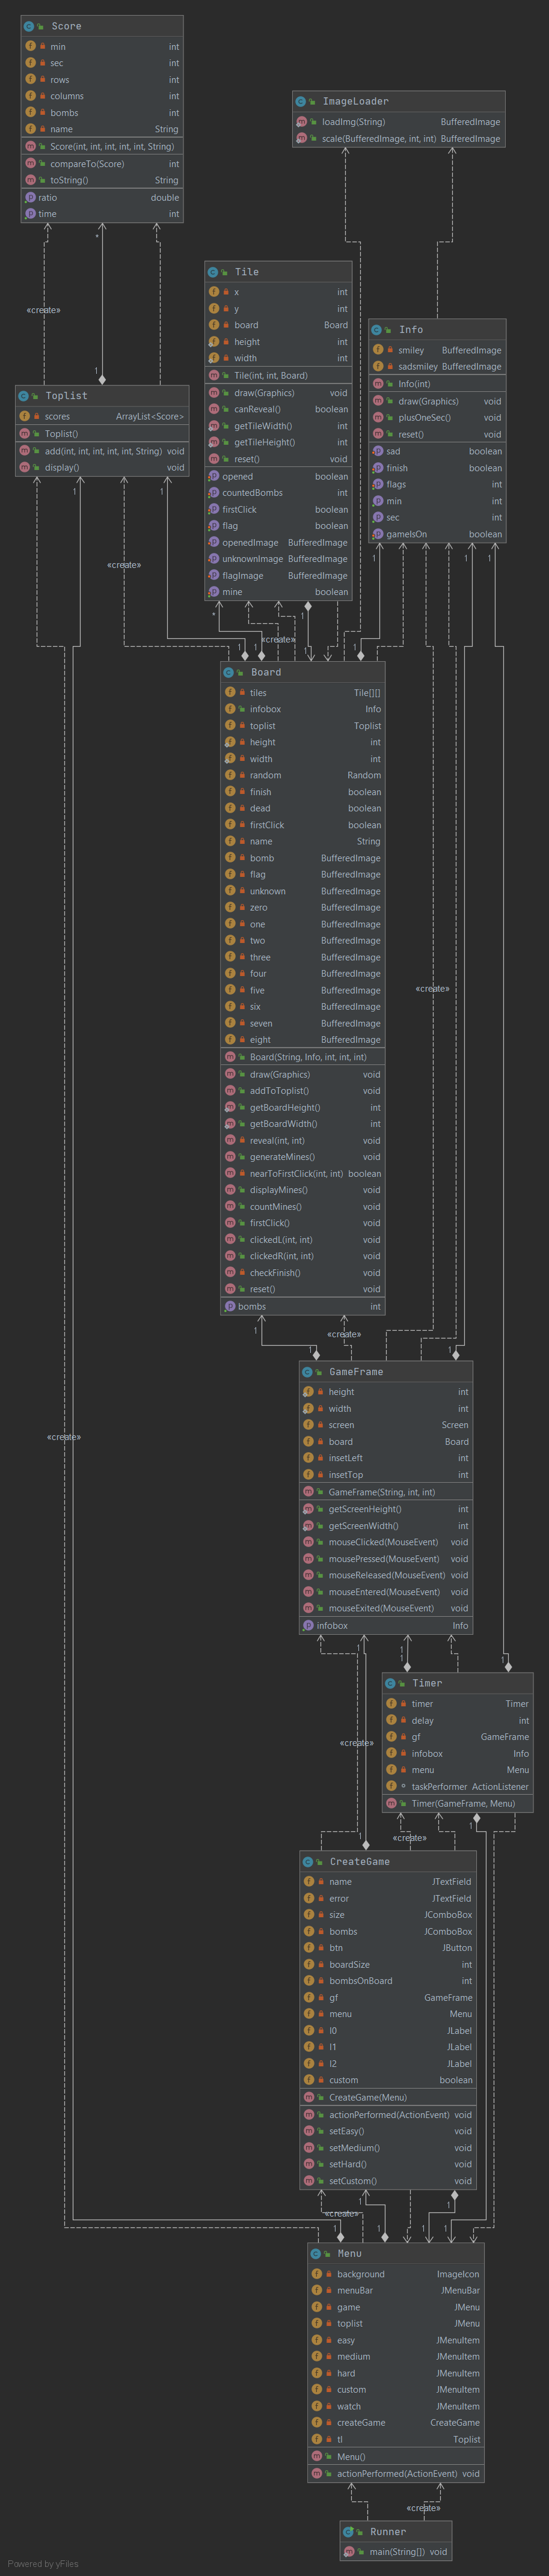 Score
min int
sec int
rows int
columns int
bombs int
name String
Score(int, int, int, int, int, String)
compareTo(Score) int
toString() String
ratio double
time int
ImageLoader
loadImg(String) BufferedImage
scale(BufferedImage, int, int) BufferedImage
*
«create»
Tile
x int
y int
board Board
height int
width int
Tile(int, int, Board)
draw(Graphics) void
canReveal() boolean
getTileWidth() int
getTileHeight() int
reset() void
opened boolean
countedBombs int
firstClick boolean
flag boolean
openedImage BufferedImage
unknownImage BufferedImage
flagImage BufferedImage
mine boolean
Info
smiley BufferedImage
sadsmiley BufferedImage
Info(int)
draw(Graphics) void
plusOneSec() void
reset() void
sad boolean
finish boolean
flags int
min int
sec int
gameIsOn boolean
1
Toplist
scores ArrayList<Score>
Toplist()
add(int, int, int, int, int, String) void
display() void
1 1
«create»
1 1 1
*
«create»
1 1 1 1
Board
tiles Tile[][]
infobox Info
toplist Toplist
height int
width int
random Random
finish boolean
dead boolean
firstClick boolean
name String
bomb BufferedImage
flag BufferedImage
unknown BufferedImage
zero BufferedImage
one BufferedImage
two BufferedImage
three BufferedImage
four BufferedImage
five BufferedImage
six BufferedImage
seven BufferedImage
eight BufferedImage
Board(String, Info, int, int, int)
draw(Graphics) void
addToToplist() void
getBoardHeight() int
getBoardWidth() int
reveal(int, int) void
generateMines() void
nearToFirstClick(int, int) boolean
displayMines() void
countMines() void
firstClick() void
clickedL(int, int) void
clickedR(int, int) void
checkFinish() void
reset() void
bombs int
«create»
1
«create»
1 1
GameFrame
height int
width int
screen Screen
board Board
insetLeft int
insetTop int
GameFrame(String, int, int)
getScreenHeight() int
getScreenWidth() int
mouseClicked(MouseEvent) void
mousePressed(MouseEvent) void
mouseReleased(MouseEvent) void
mouseEntered(MouseEvent) void
mouseExited(MouseEvent) void
infobox Info
«create»
1 1
1 1
Timer
timer Timer
delay int
gf GameFrame
infobox Info
menu Menu
taskPerformer ActionListener
Timer(GameFrame, Menu)
«create»
1
«create»
1
CreateGame
name JTextField
error JTextField
size JComboBox
bombs JComboBox
btn JButton
boardSize int
bombsOnBoard int
gf GameFrame
menu Menu
l0 JLabel
l1 JLabel
l2 JLabel
custom boolean
CreateGame(Menu)
actionPerformed(ActionEvent) void
setEasy() void
setMedium() void
setHard() void
setCustom() void
1 1
«create»
1 1 1 1
Menu
background ImageIcon
menuBar JMenuBar
game JMenu
toplist JMenu
easy JMenuItem
medium JMenuItem
hard JMenuItem
custom JMenuItem
watch JMenuItem
createGame CreateGame
tl Toplist
Menu()
actionPerformed(ActionEvent) void
«create»
Runner
main(String[]) void
Powered by yFiles